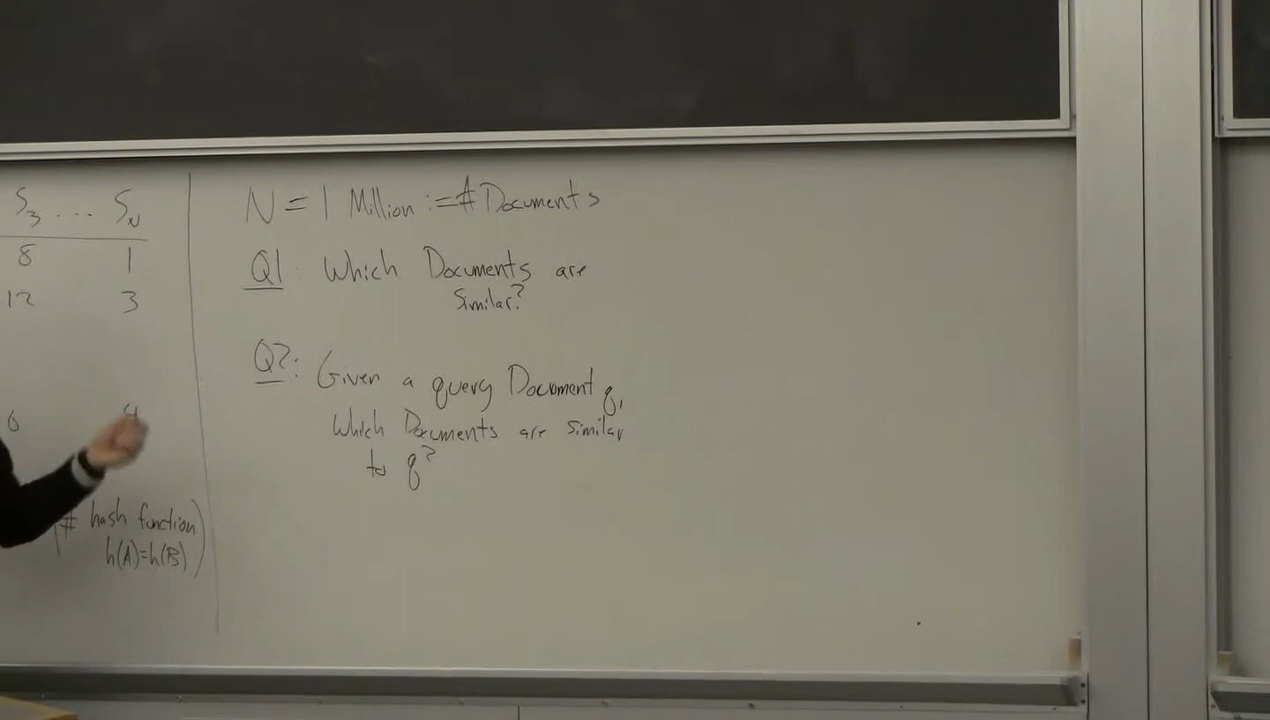 S3 ... SN
8 1
12 3
6
# hash function)
h(A)=h(B)
N = 1 Million := # Documents
Q1: Which Documents are
Similar?
Q2: Given a query Document q,
Which Documents are similar
to q?